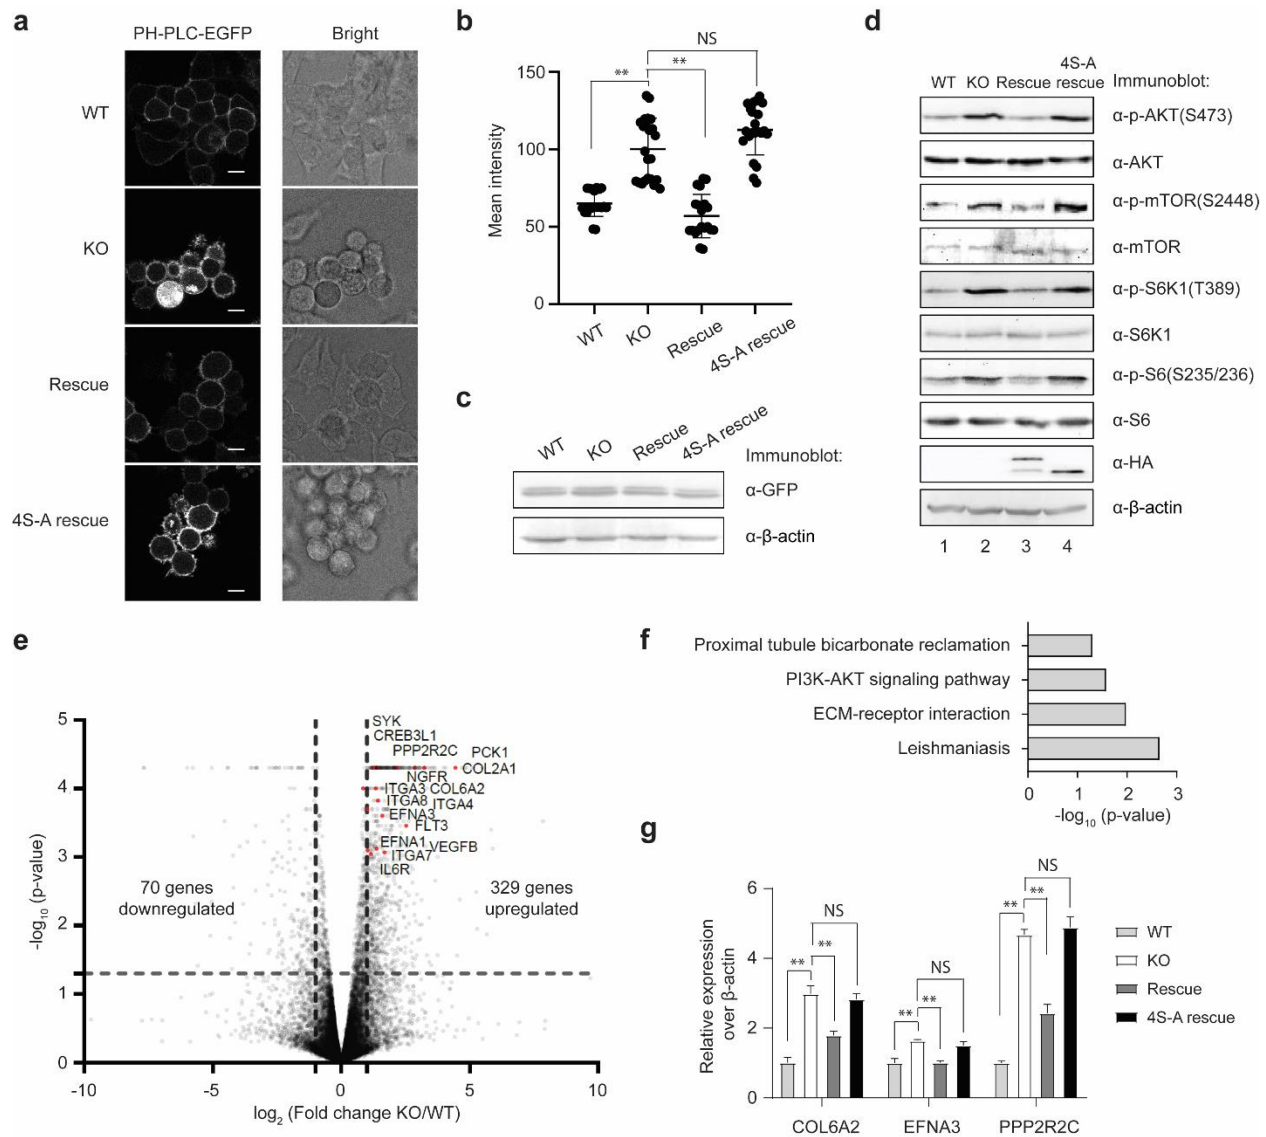 a
PH-PLC-EGFP
Bright
WT
KO
Rescue
4S-A rescue
b
NS
**
**
Mean intensity
150
100
50
0
WT
KO
Rescue
4S-A rescue
c
WT
KO
Rescue
4S-A rescue
Immunoblot:
α-GFP
α-β-actin
d
WT KO Rescue 4S-A rescue
Immunoblot:
α-p-AKT(S473)
α-AKT
α-p-mTOR(S2448)
α-mTOR
α-p-S6K1(T389)
α-S6K1
α-p-S6(S235/236)
α-S6
α-HA
α-β-actin
1 2 3 4
e
-log10 (p-value)
5
4
3
2
1
0
SYK
CREB3L1
PPP2R2C
PCK1
COL2A1
NGFR
ITGA3 COL6A2
ITGA8 ITGA4
EFNA3
FLT3
EFNA1 VEGFB
ITGA7
IL6R
70 genes
downregulated
329 genes
upregulated
-10 -5 0 5 10
log2 (Fold change KO/WT)
f
Proximal tubule bicarbonate reclamation
PI3K-AKT signaling pathway
ECM-receptor interaction
Leishmaniasis
0 1 2 3
-log10 (p-value)
g
Relative expression
over β-actin
6
4
2
0
NS
**
**
NS
**
**
NS
**
**
COL6A2 EFNA3 PPP2R2C
WT
KO
Rescue
4S-A rescue